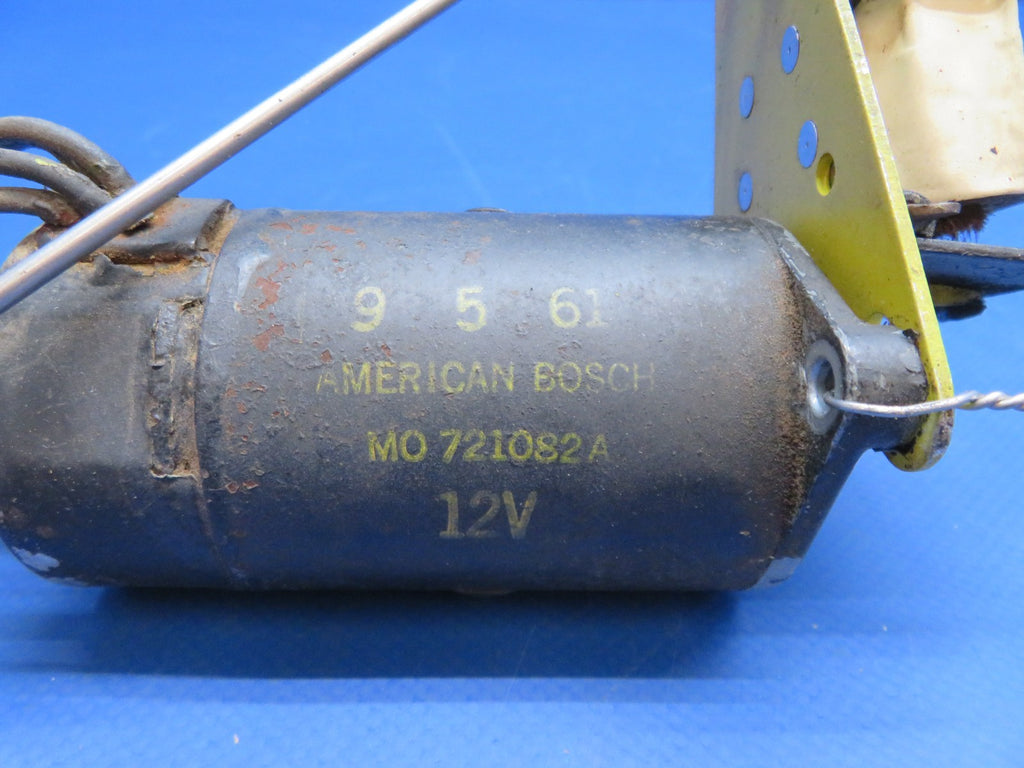 9 5 61
AMERICAN BOSCH
MO 721082A
12V